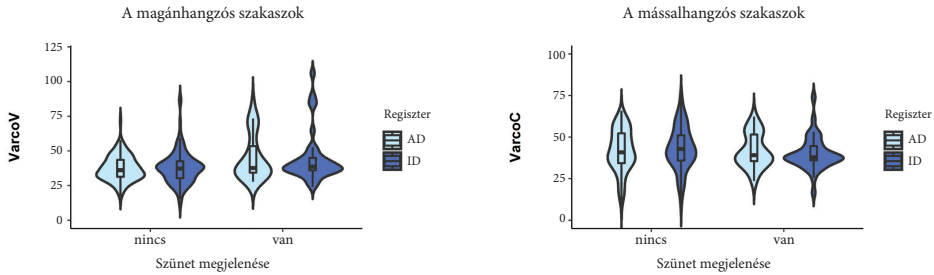 A magánhangzós szakaszok
125
100
75
50
25
0
VarcoV
nincs
van
Szünet megjelenése
Regiszter
AD
ID
A mássalhangzós szakaszok
100
50
25
0
VarcoC
nincs
van
Szünet megjelenése
Regiszter
AD
ID